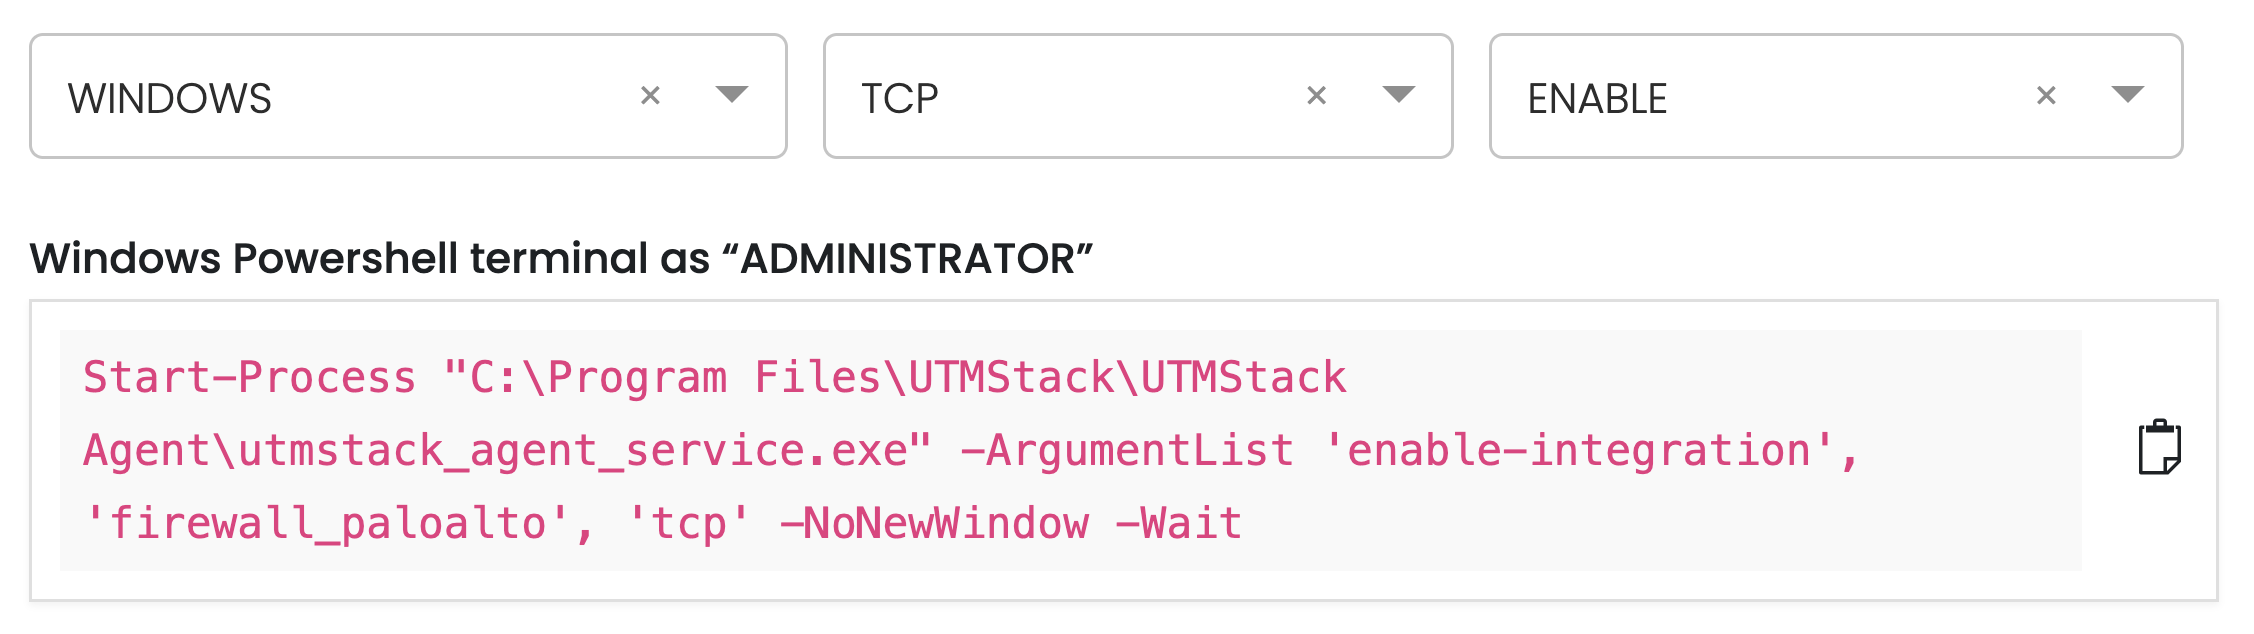 WINDOWS × TCP × ENABLE ×
Windows Powershell terminal as “ADMINISTRATOR”
Start-Process "C:\Program Files\UTMStack\UTMStack
Agent\utmstack_agent_service.exe" -ArgumentList 'enable-integration',
'firewall_paloalto', 'tcp' -NoNewWindow -Wait